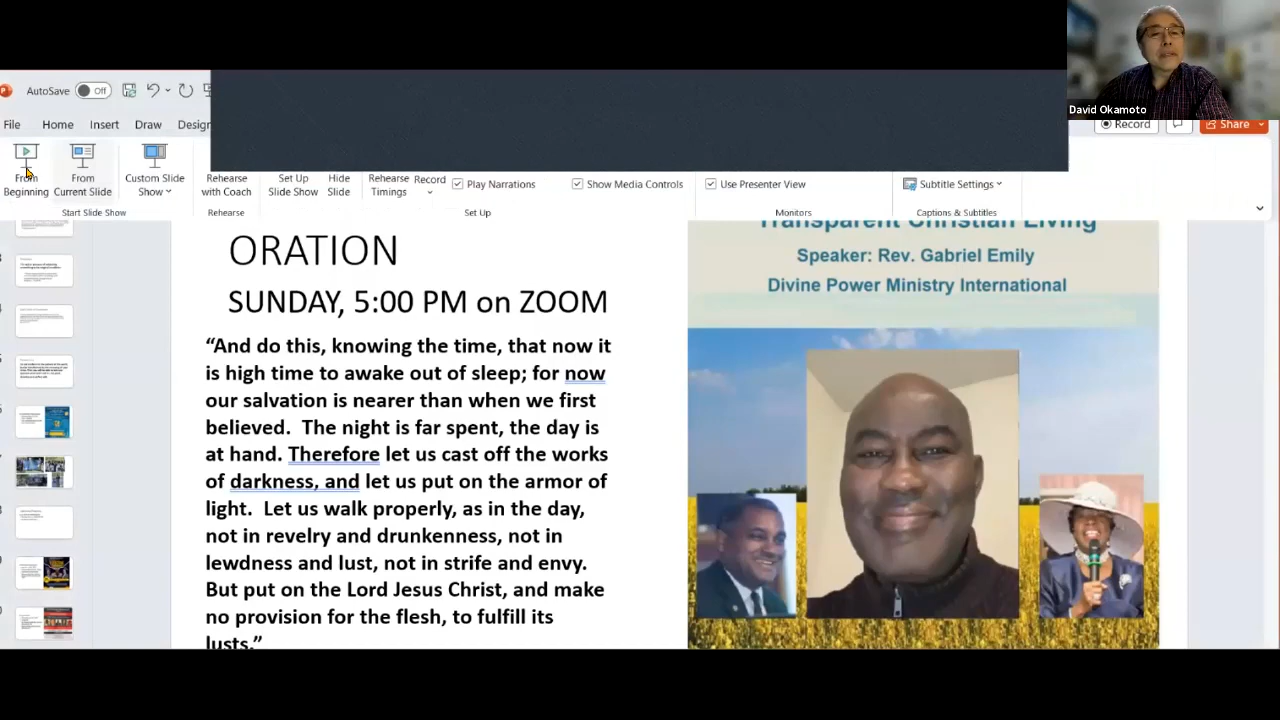 David Okamoto
AutoSave Off
File Home Insert Draw Design
Record Share
From Beginning
From Current Slide
Custom Slide Show
Rehearse with Coach
Set Up Slide Show
Hide Slide
Rehearse Timings
Record
Play Narrations
Show Media Controls
Use Presenter View
Subtitle Settings
Start Slide Show
Rehearse
Set Up
Monitors
Captions & Subtitles
ORATION
SUNDAY, 5:00 PM on ZOOM
“And do this, knowing the time, that now it
is high time to awake out of sleep; for now
our salvation is nearer than when we first
believed.  The night is far spent, the day is
at hand. Therefore let us cast off the works
of darkness, and let us put on the armor of
light.  Let us walk properly, as in the day,
not in revelry and drunkenness, not in
lewdness and lust, not in strife and envy.
But put on the Lord Jesus Christ, and make
no provision for the flesh, to fulfill its
lusts.”
Transparent Christian Living
Speaker: Rev. Gabriel Emily
Divine Power Ministry International